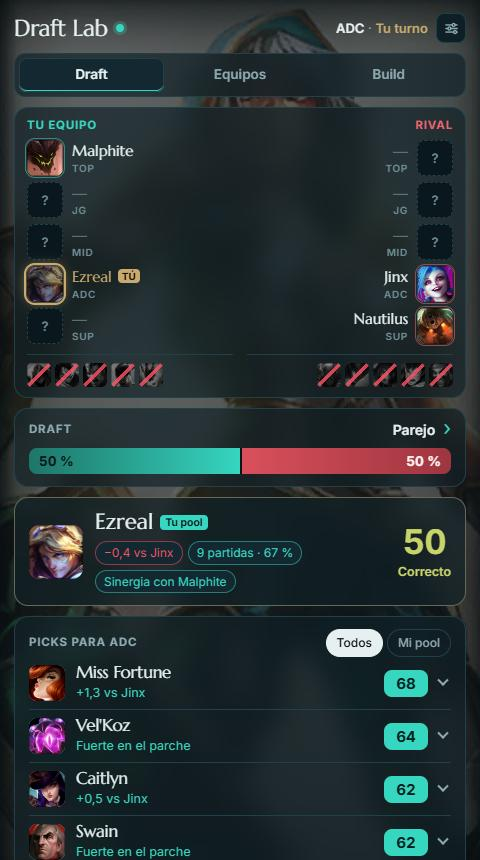 Draft Lab
ADC · Tu turno
Draft
Equipos
Build
TU EQUIPO
RIVAL
Malphite
TOP
—
TOP
?
?
—
JG
—
JG
?
?
—
MID
—
MID
?
Ezreal TÚ
ADC
Jinx
ADC
?
—
SUP
Nautilus
SUP
DRAFT
Parejo
50 %
50 %
Ezreal Tu pool
−0,4 vs Jinx
9 partidas · 67 %
Sinergia con Malphite
50
Correcto
PICKS PARA ADC
Todos
Mi pool
Miss Fortune
+1,3 vs Jinx
68
Vel'Koz
Fuerte en el parche
64
Caitlyn
+0,5 vs Jinx
62
Swain
Fuerte en el parche
62